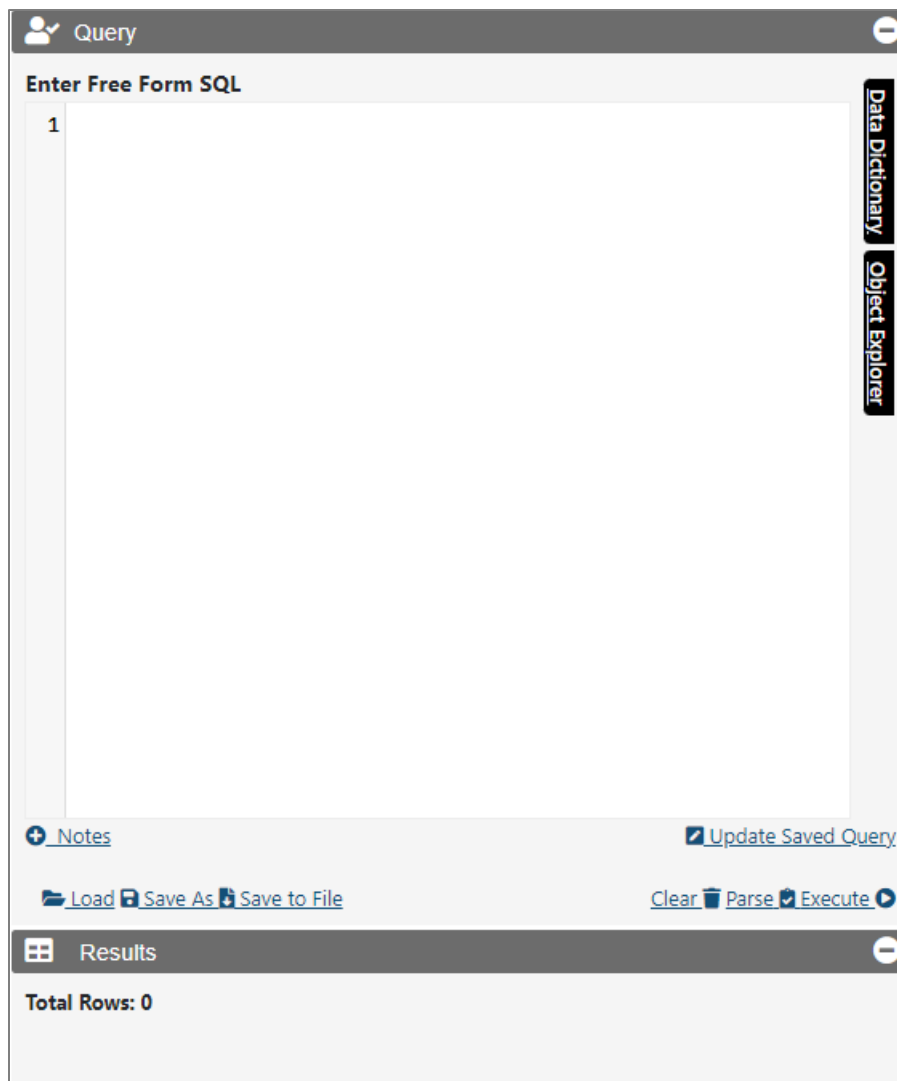 Query
Enter Free Form SQL
1
Data Dictionary
Object Explorer
Notes
Update Saved Query
Load Save As Save to File
Clear Parse Execute
Results
Total Rows: 0